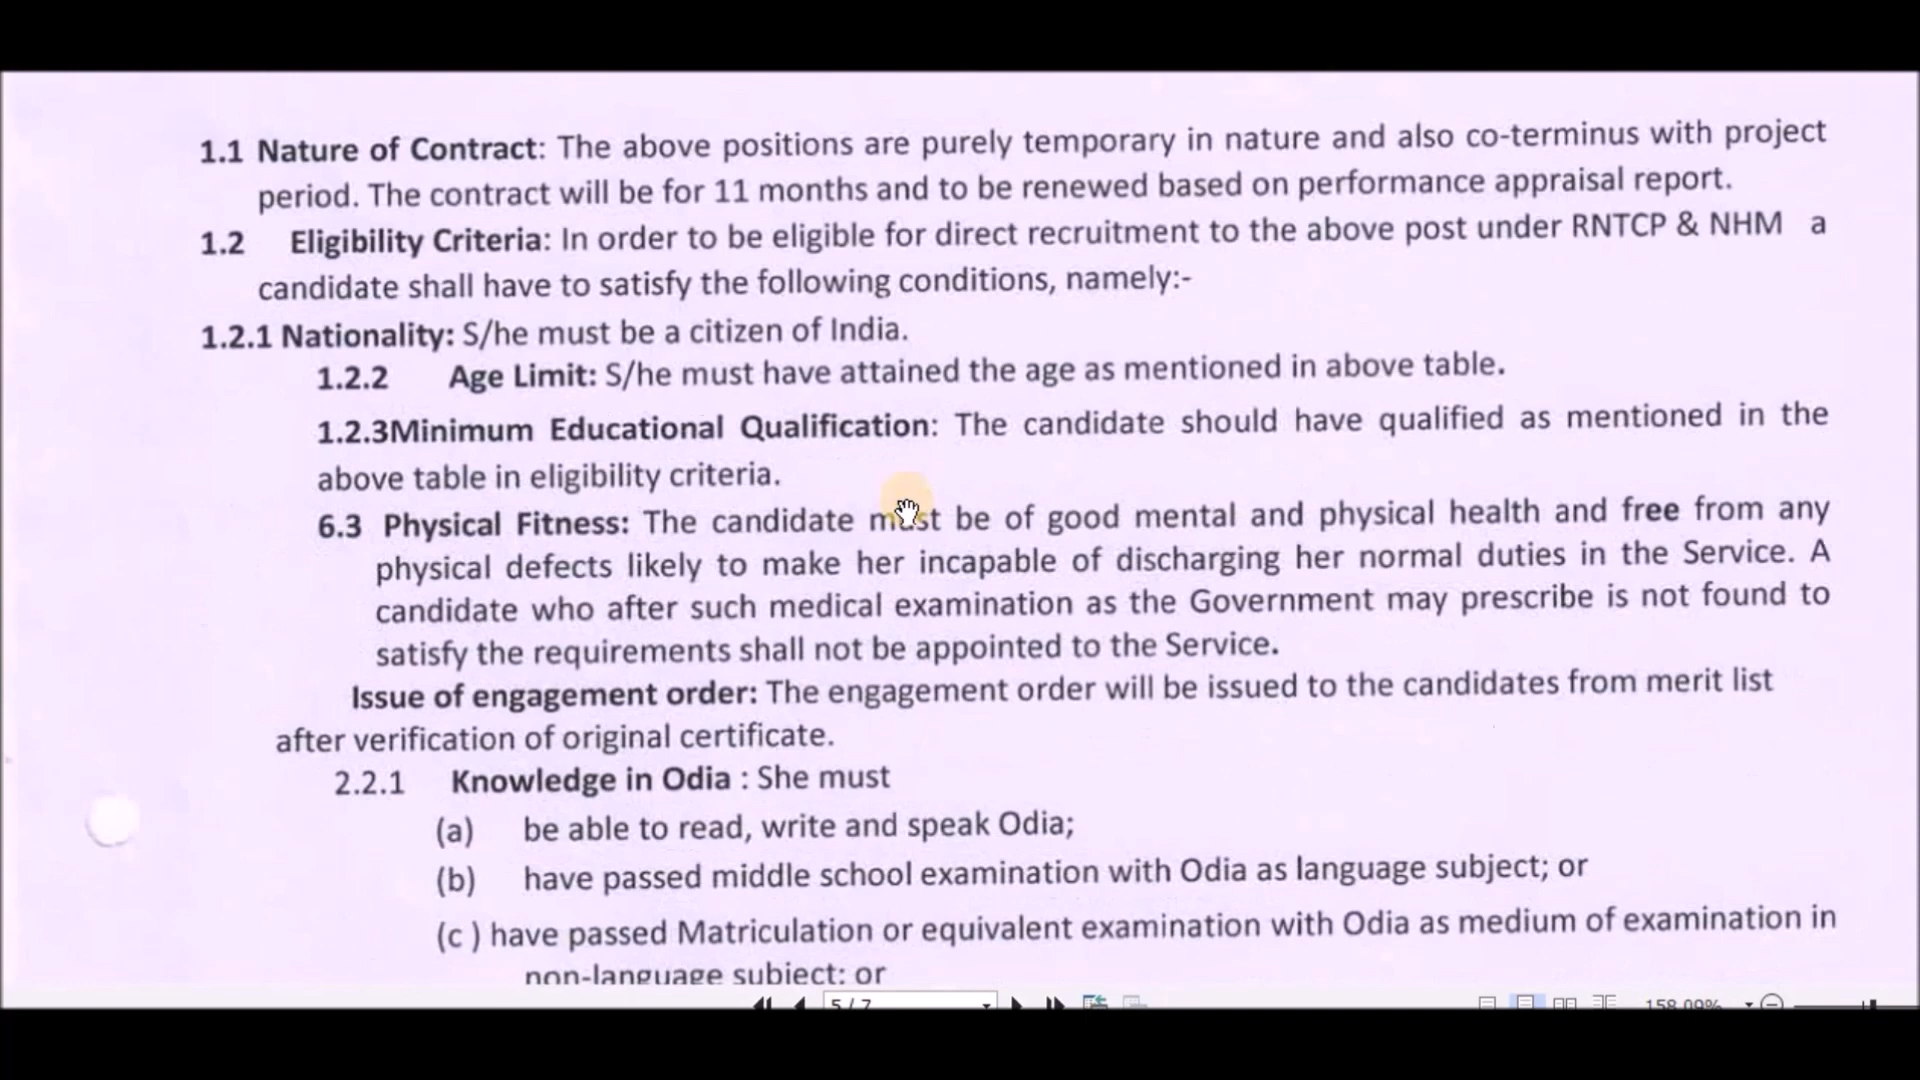 1.1 Nature of Contract: The above positions are purely temporary in nature and also co-terminus with project
period. The contract will be for 11 months and to be renewed based on performance appraisal report.
1.2 Eligibility Criteria: In order to be eligible for direct recruitment to the above post under RNTCP & NHM a
candidate shall have to satisfy the following conditions, namely:-
1.2.1 Nationality: S/he must be a citizen of India.
1.2.2 Age Limit: S/he must have attained the age as mentioned in above table.
1.2.3Minimum Educational Qualification: The candidate should have qualified as mentioned in the
above table in eligibility criteria.
6.3 Physical Fitness: The candidate must be of good mental and physical health and free from any
physical defects likely to make her incapable of discharging her normal duties in the Service. A
candidate who after such medical examination as the Government may prescribe is not found to
satisfy the requirements shall not be appointed to the Service.
Issue of engagement order: The engagement order will be issued to the candidates from merit list
after verification of original certificate.
2.2.1 Knowledge in Odia : She must
(a) be able to read, write and speak Odia;
(b) have passed middle school examination with Odia as language subject; or
(c ) have passed Matriculation or equivalent examination with Odia as medium of examination in
non-language subject; or
5 / 7
158.09%